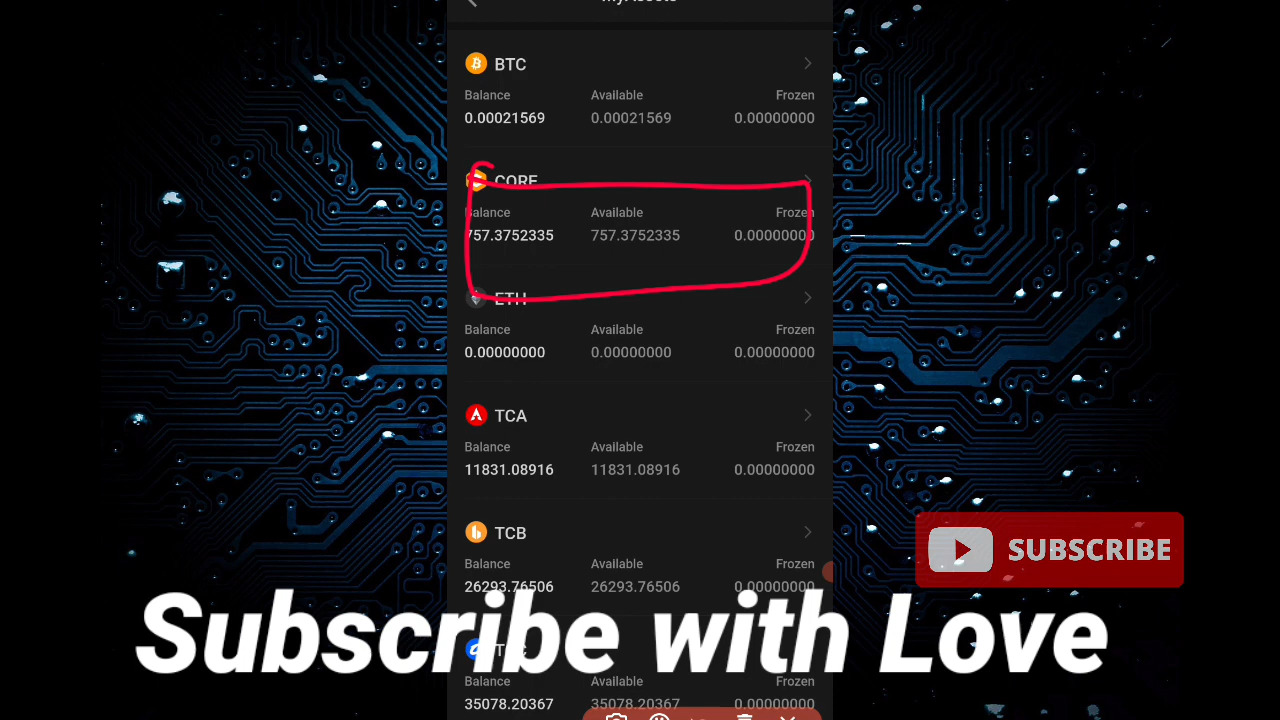 BTC
Balance Available Frozen
0.00021569 0.00021569 0.00000000
CORE
Balance Available Frozen
757.3752335 757.3752335 0.00000000
ETH
Balance Available Frozen
0.00000000 0.00000000 0.00000000
TCA
Balance Available Frozen
11831.08916 11831.08916 0.00000000
TCB
Balance Available Frozen
26293.76506 26293.76506 0.00000000
SUBSCRIBE
Subscribe with Love
Balance Available Frozen
35078.20367 35078.20367 0.00000000